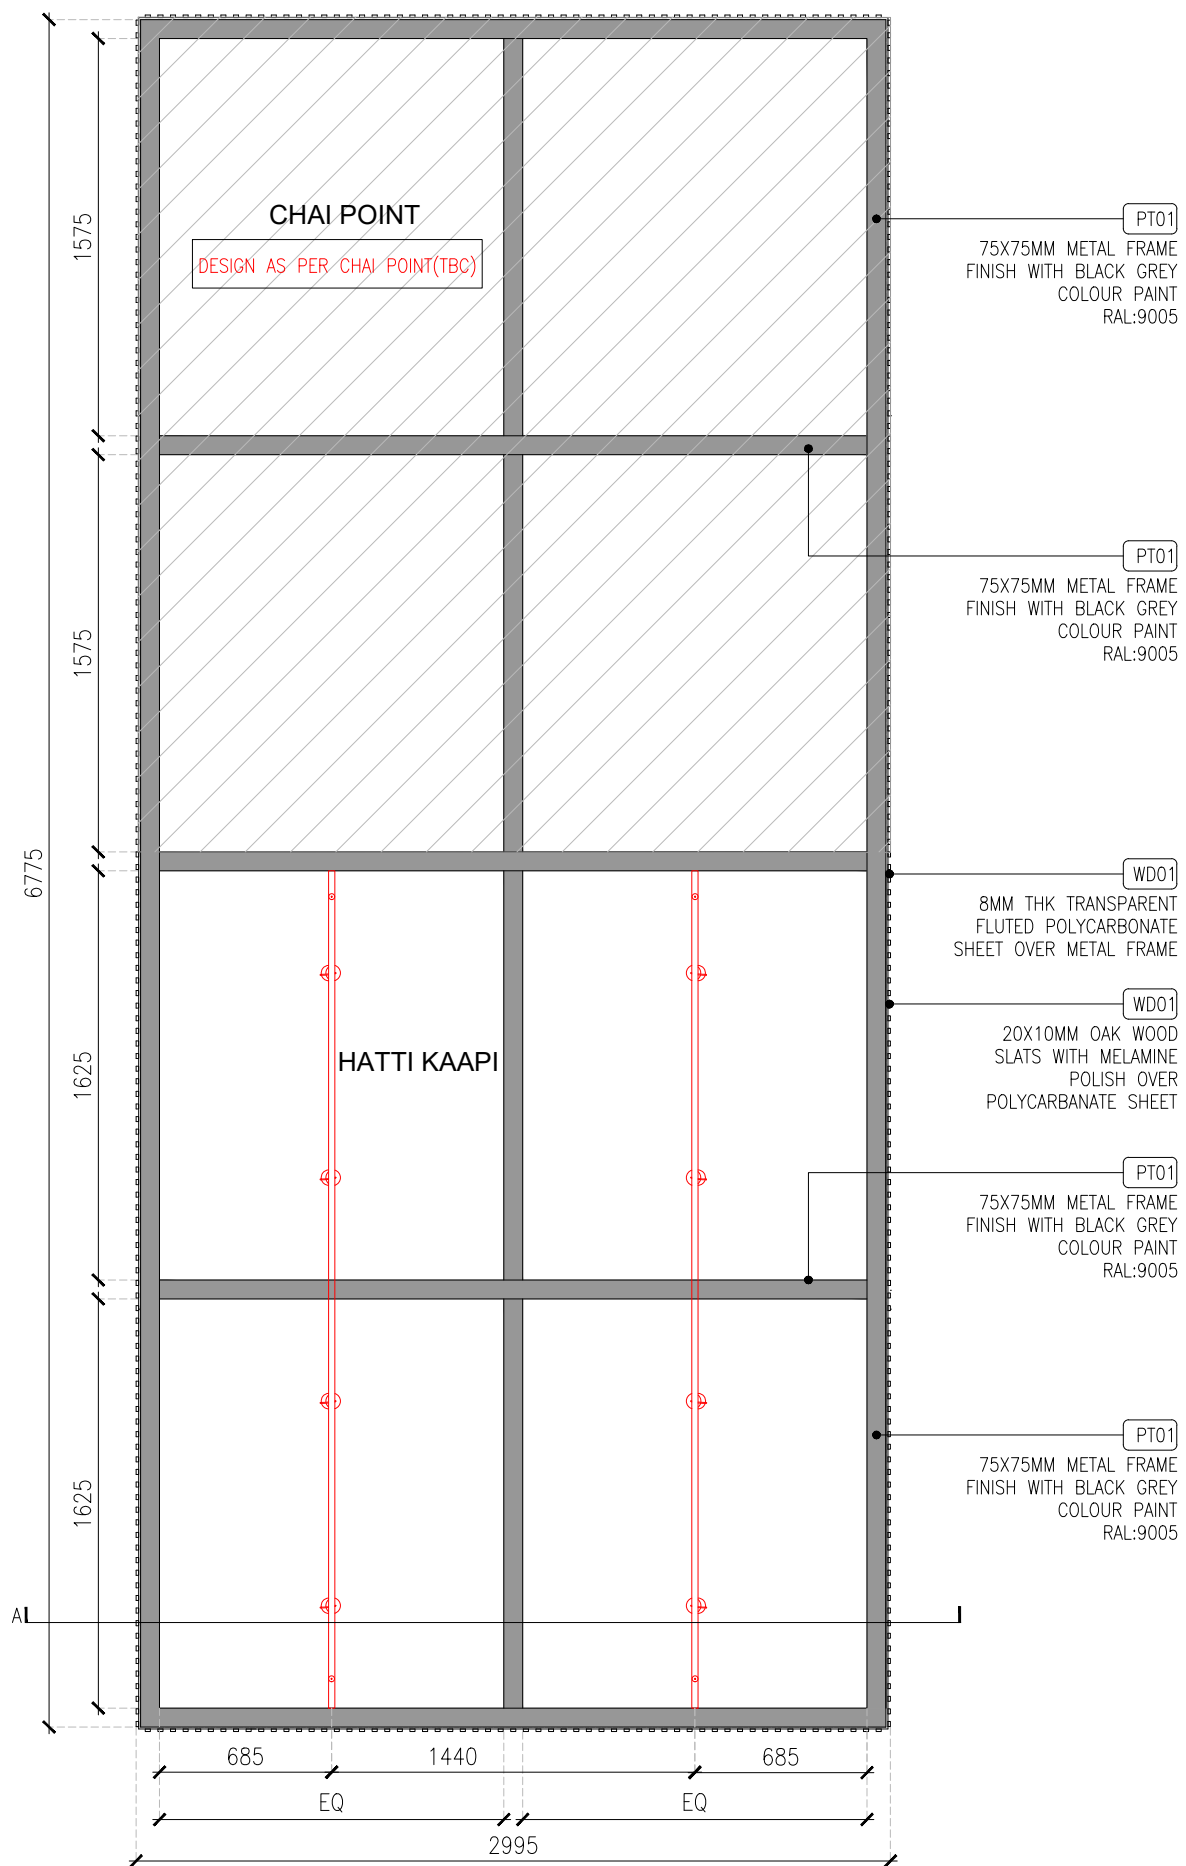 CHAI POINT
DESIGN AS PER CHAI POINT(TBC)
HATTI KAAPI
6775
1575
1575
1625
1625
PT01
75X75MM METAL FRAME
FINISH WITH BLACK GREY
COLOUR PAINT
RAL:9005
PT01
75X75MM METAL FRAME
FINISH WITH BLACK GREY
COLOUR PAINT
RAL:9005
WD01
8MM THK TRANSPARENT
FLUTED POLYCARBONATE
SHEET OVER METAL FRAME
WD01
20X10MM OAK WOOD
SLATS WITH MELAMINE
POLISH OVER
POLYCARBANATE SHEET
PT01
75X75MM METAL FRAME
FINISH WITH BLACK GREY
COLOUR PAINT
RAL:9005
PT01
75X75MM METAL FRAME
FINISH WITH BLACK GREY
COLOUR PAINT
RAL:9005
A
685 1440 685
EQ EQ
2995